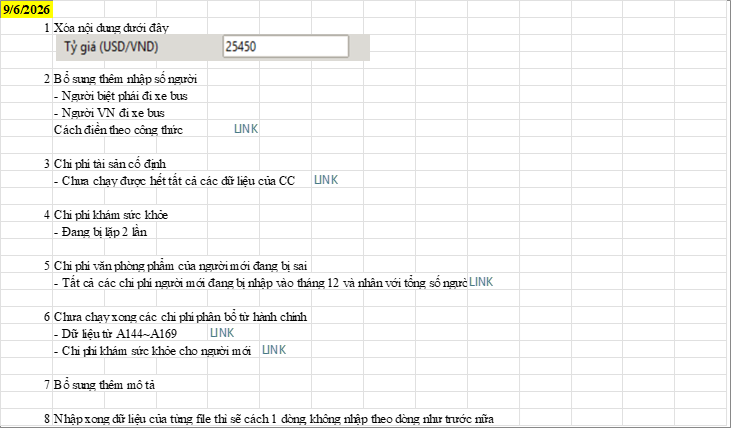 9/6/2026
1 Xóa nội dung dưới đây
Tỷ giá (USD/VND) 25450
2 Bổ sung thêm nhập số người
- Người biệt phái đi xe bus
- Người VN đi xe bus
Cách điền theo công thức LINK
3 Chi phí tài sản cố định
- Chưa chạy được hết tất cả các dữ liệu của CC LINK
4 Chi phí khám sức khỏe
- Đang bị lặp 2 lần
5 Chi phí văn phòng phẩm của người mới đang bị sai
- Tất cả các chi phí người mới đang bị nhập vào tháng 12 và nhân với tổng số LINK
6 Chưa chạy xong các chi phí phân bổ từ hành chính
- Dữ liệu từ A144~A169 LINK
- Chi phí khám sức khỏe cho người mới LINK
7 Bổ sung thêm mô tả
8 Nhập xong dữ liệu của từng file thì sẽ cách 1 dòng, không nhập theo dòng như trước nữa